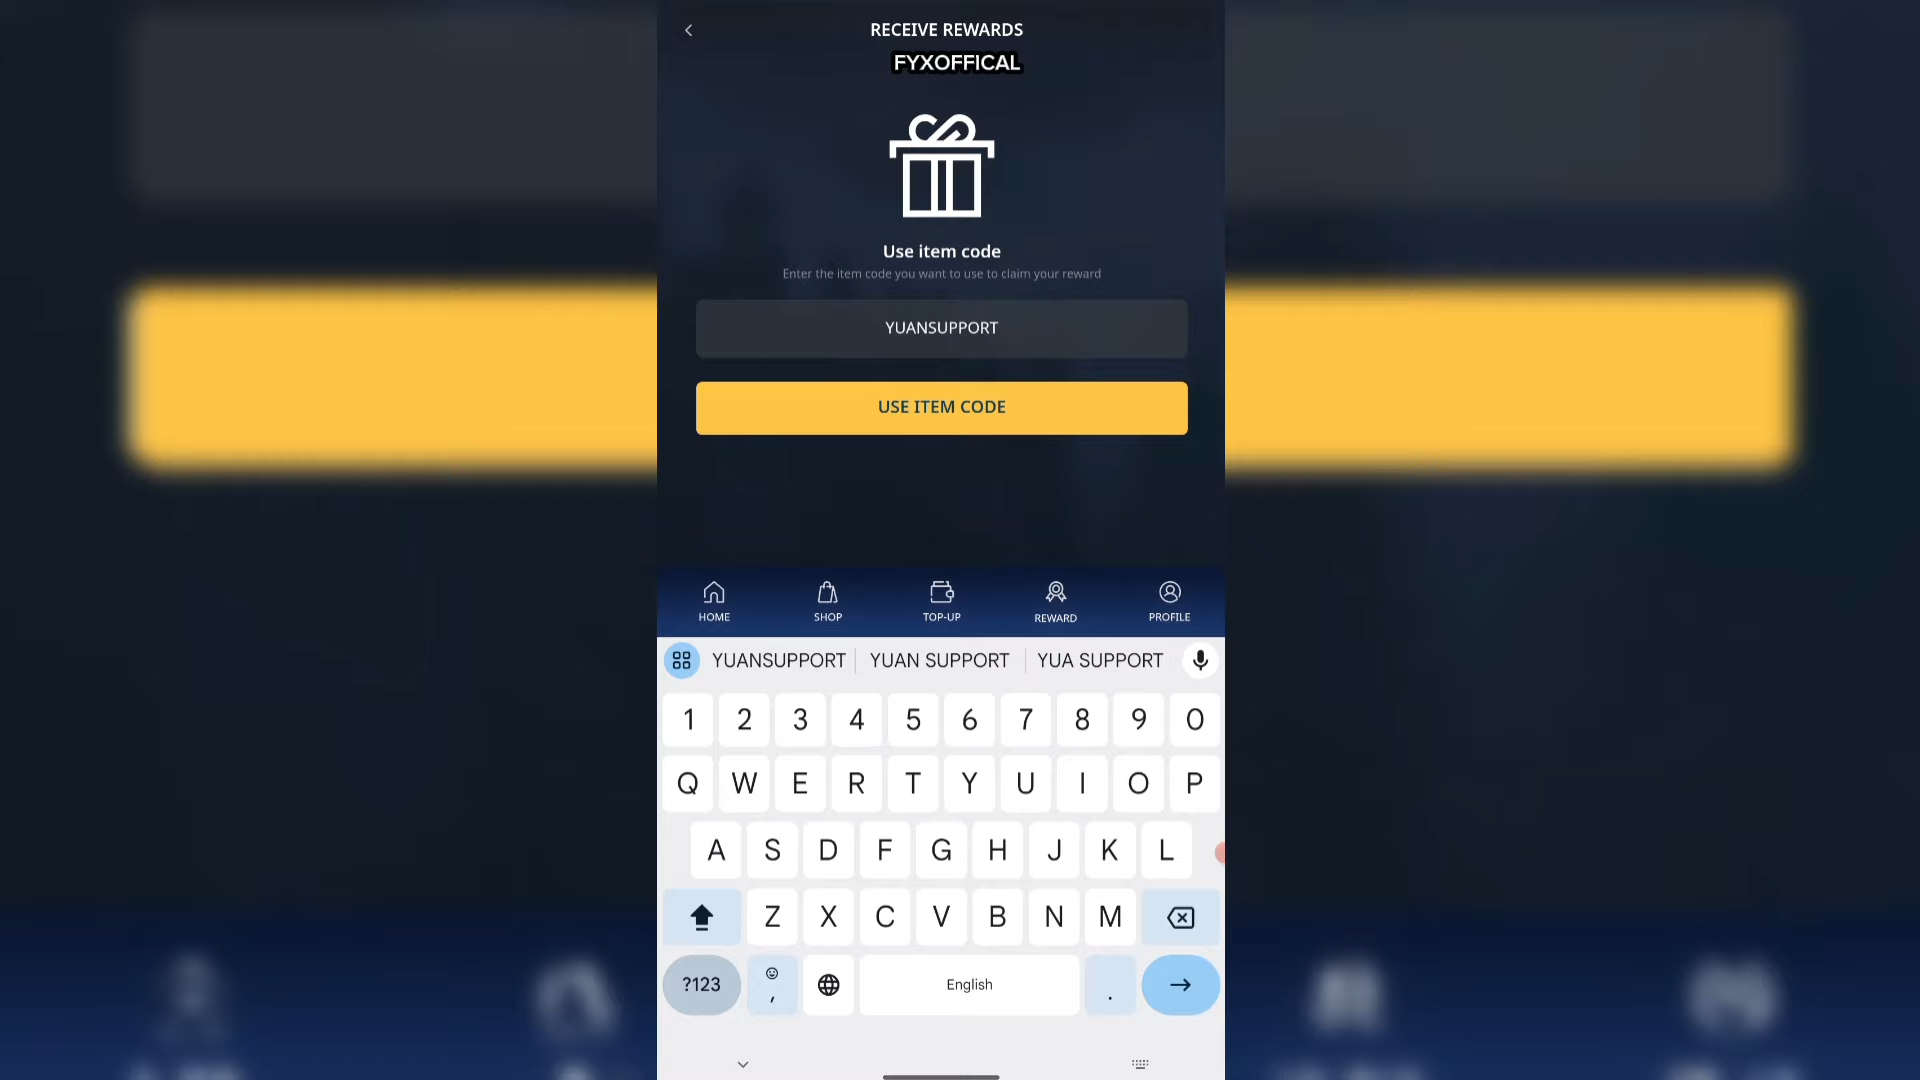 RECEIVE REWARDS
FYXOFFICAL
Use item code
Enter the item code you want to use to claim your reward
YUANSUPPORT
USE ITEM CODE
HOME SHOP TOP-UP REWARD PROFILE
YUANSUPPORT YUAN SUPPORT YUA SUPPORT
1 2 3 4 5 6 7 8 9 0
Q W E R T Y U I O P
A S D F G H J K L
Z X C V B N M
?123 , English .